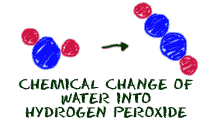 CHEMICAL CHANGE OF
WATER INTO
HYDROGEN PEROXIDE